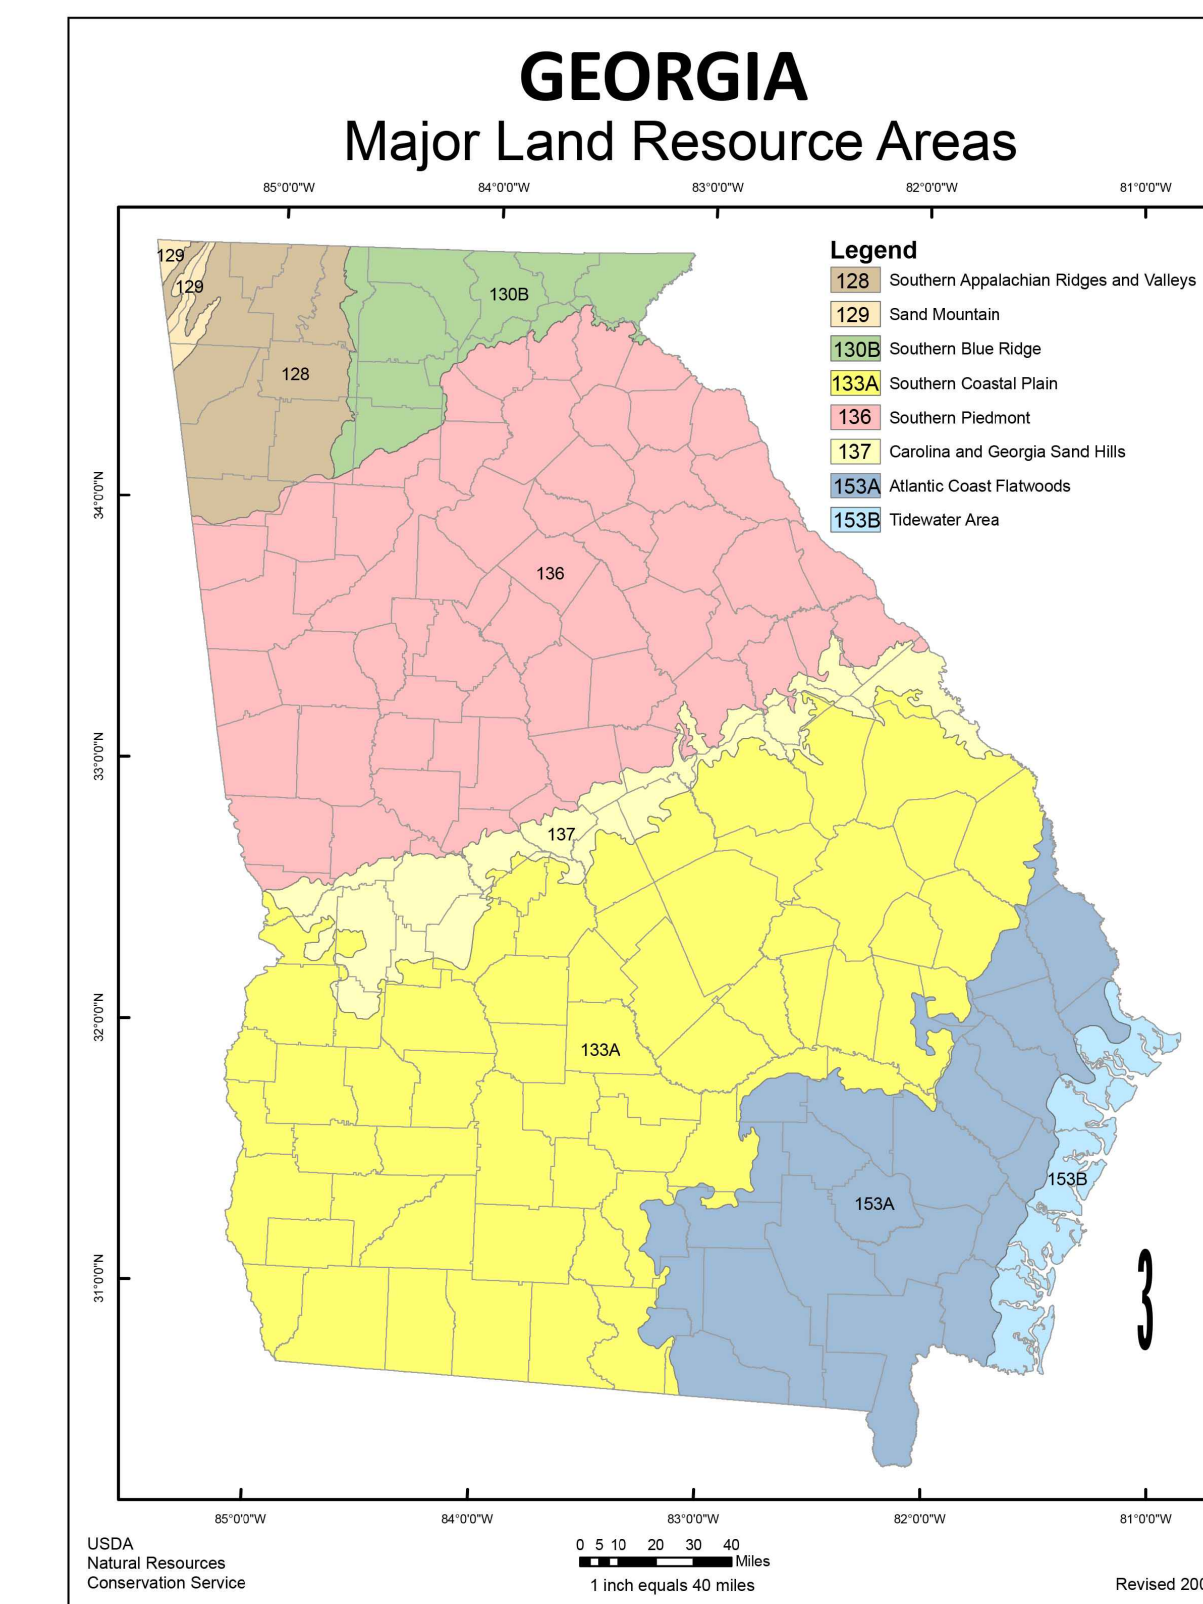 GEORGIA
Major Land Resource Areas
85°0'0"W 84°0'0"W 83°0'0"W 82°0'0"W 81°0'0"W
34°0'0"N
33°0'0"N
32°0'0"N
31°0'0"N
129
129
130B
128
136
137
133A
153A
153B
Legend
128 Southern Appalachian Ridges and Valleys
129 Sand Mountain
130B Southern Blue Ridge
133A Southern Coastal Plain
136 Southern Piedmont
137 Carolina and Georgia Sand Hills
153A Atlantic Coast Flatwoods
153B Tidewater Area
3
85°0'0"W 84°0'0"W 83°0'0"W 82°0'0"W 81°0'0"W
USDA
Natural Resources
Conservation Service
0 5 10 20 30 40
Miles
1 inch equals 40 miles
Revised 200